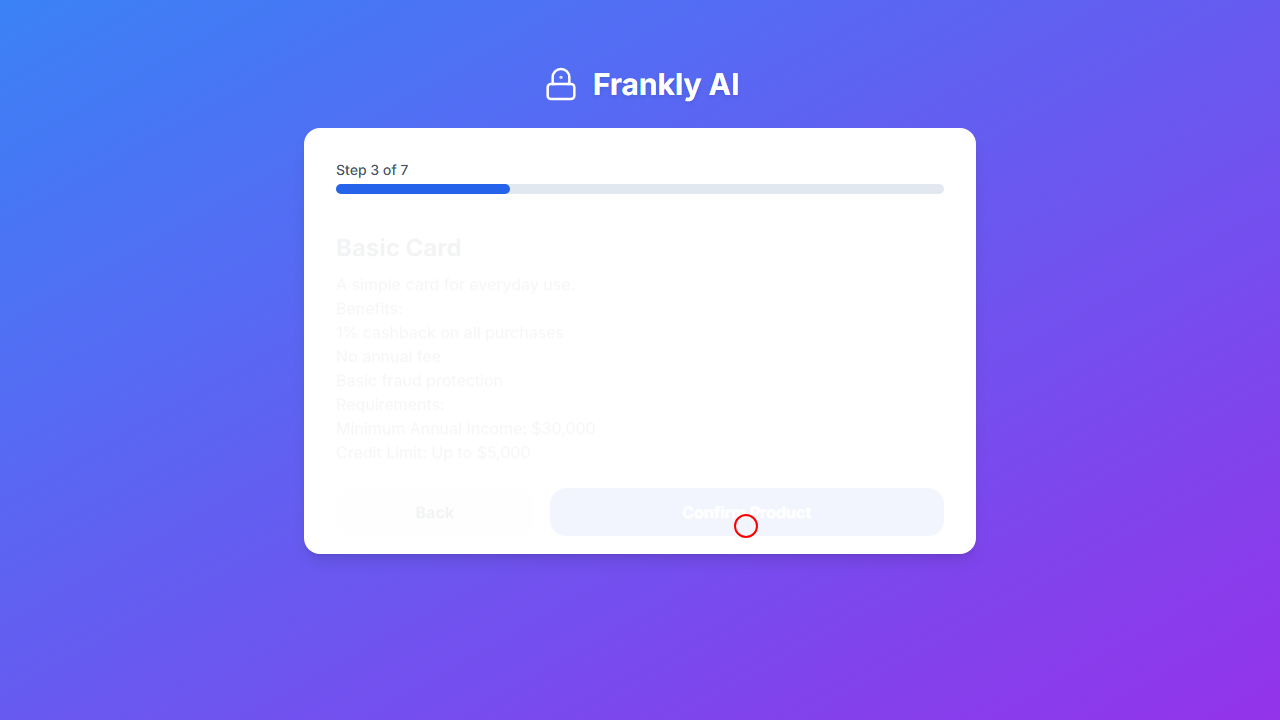 Frankly AI
Step 3 of 7
Basic Card
A simple card for everyday use.
Benefits:
1% cashback on all purchases
No annual fee
Basic fraud protection
Requirements:
Minimum Annual Income: $30,000
Credit Limit: Up to $5,000
Back
Confirm Product